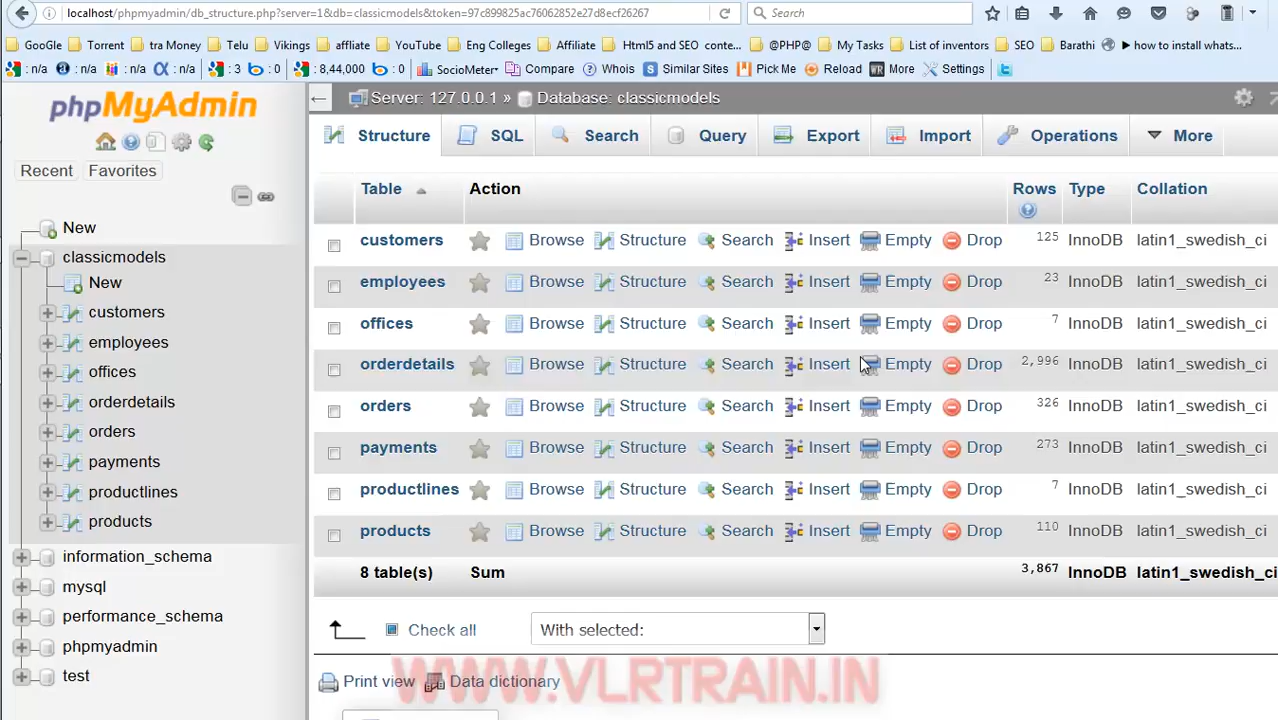 localhost/phpmyadmin/db_structure.php?server=1&db=classicmodels&token=97c899825ac76062852e27d8ecf26267
Search
GooGle Torrent tra Money Telu Vikings affliate YouTube Eng Colleges Affiliate Html5 and SEO conte... @PHP@ My Tasks List of inventors SEO Barathi how to install whats...
: n/a : n/a : n/a : n/a : 3 : 0 : 8,44,000 : 0 SocioMeter Compare Whois Similar Sites Pick Me Reload More Settings
phpMyAdmin
Recent Favorites
New
classicmodels
New
customers
employees
offices
orderdetails
orders
payments
productlines
products
information_schema
mysql
performance_schema
phpmyadmin
test
Server: 127.0.0.1 » Database: classicmodels
Structure SQL Search Query Export Import Operations More
Table Action Rows Type Collation
customers Browse Structure Search Insert Empty Drop 125 InnoDB latin1_swedish_ci
employees Browse Structure Search Insert Empty Drop 23 InnoDB latin1_swedish_ci
offices Browse Structure Search Insert Empty Drop 7 InnoDB latin1_swedish_ci
orderdetails Browse Structure Search Insert Empty Drop 2,996 InnoDB latin1_swedish_ci
orders Browse Structure Search Insert Empty Drop 326 InnoDB latin1_swedish_ci
payments Browse Structure Search Insert Empty Drop 273 InnoDB latin1_swedish_ci
productlines Browse Structure Search Insert Empty Drop 7 InnoDB latin1_swedish_ci
products Browse Structure Search Insert Empty Drop 110 InnoDB latin1_swedish_ci
8 table(s) Sum 3,867 InnoDB latin1_swedish_ci
Check all With selected:
Print view Data dictionary
WWW.VLRTRAIN.IN